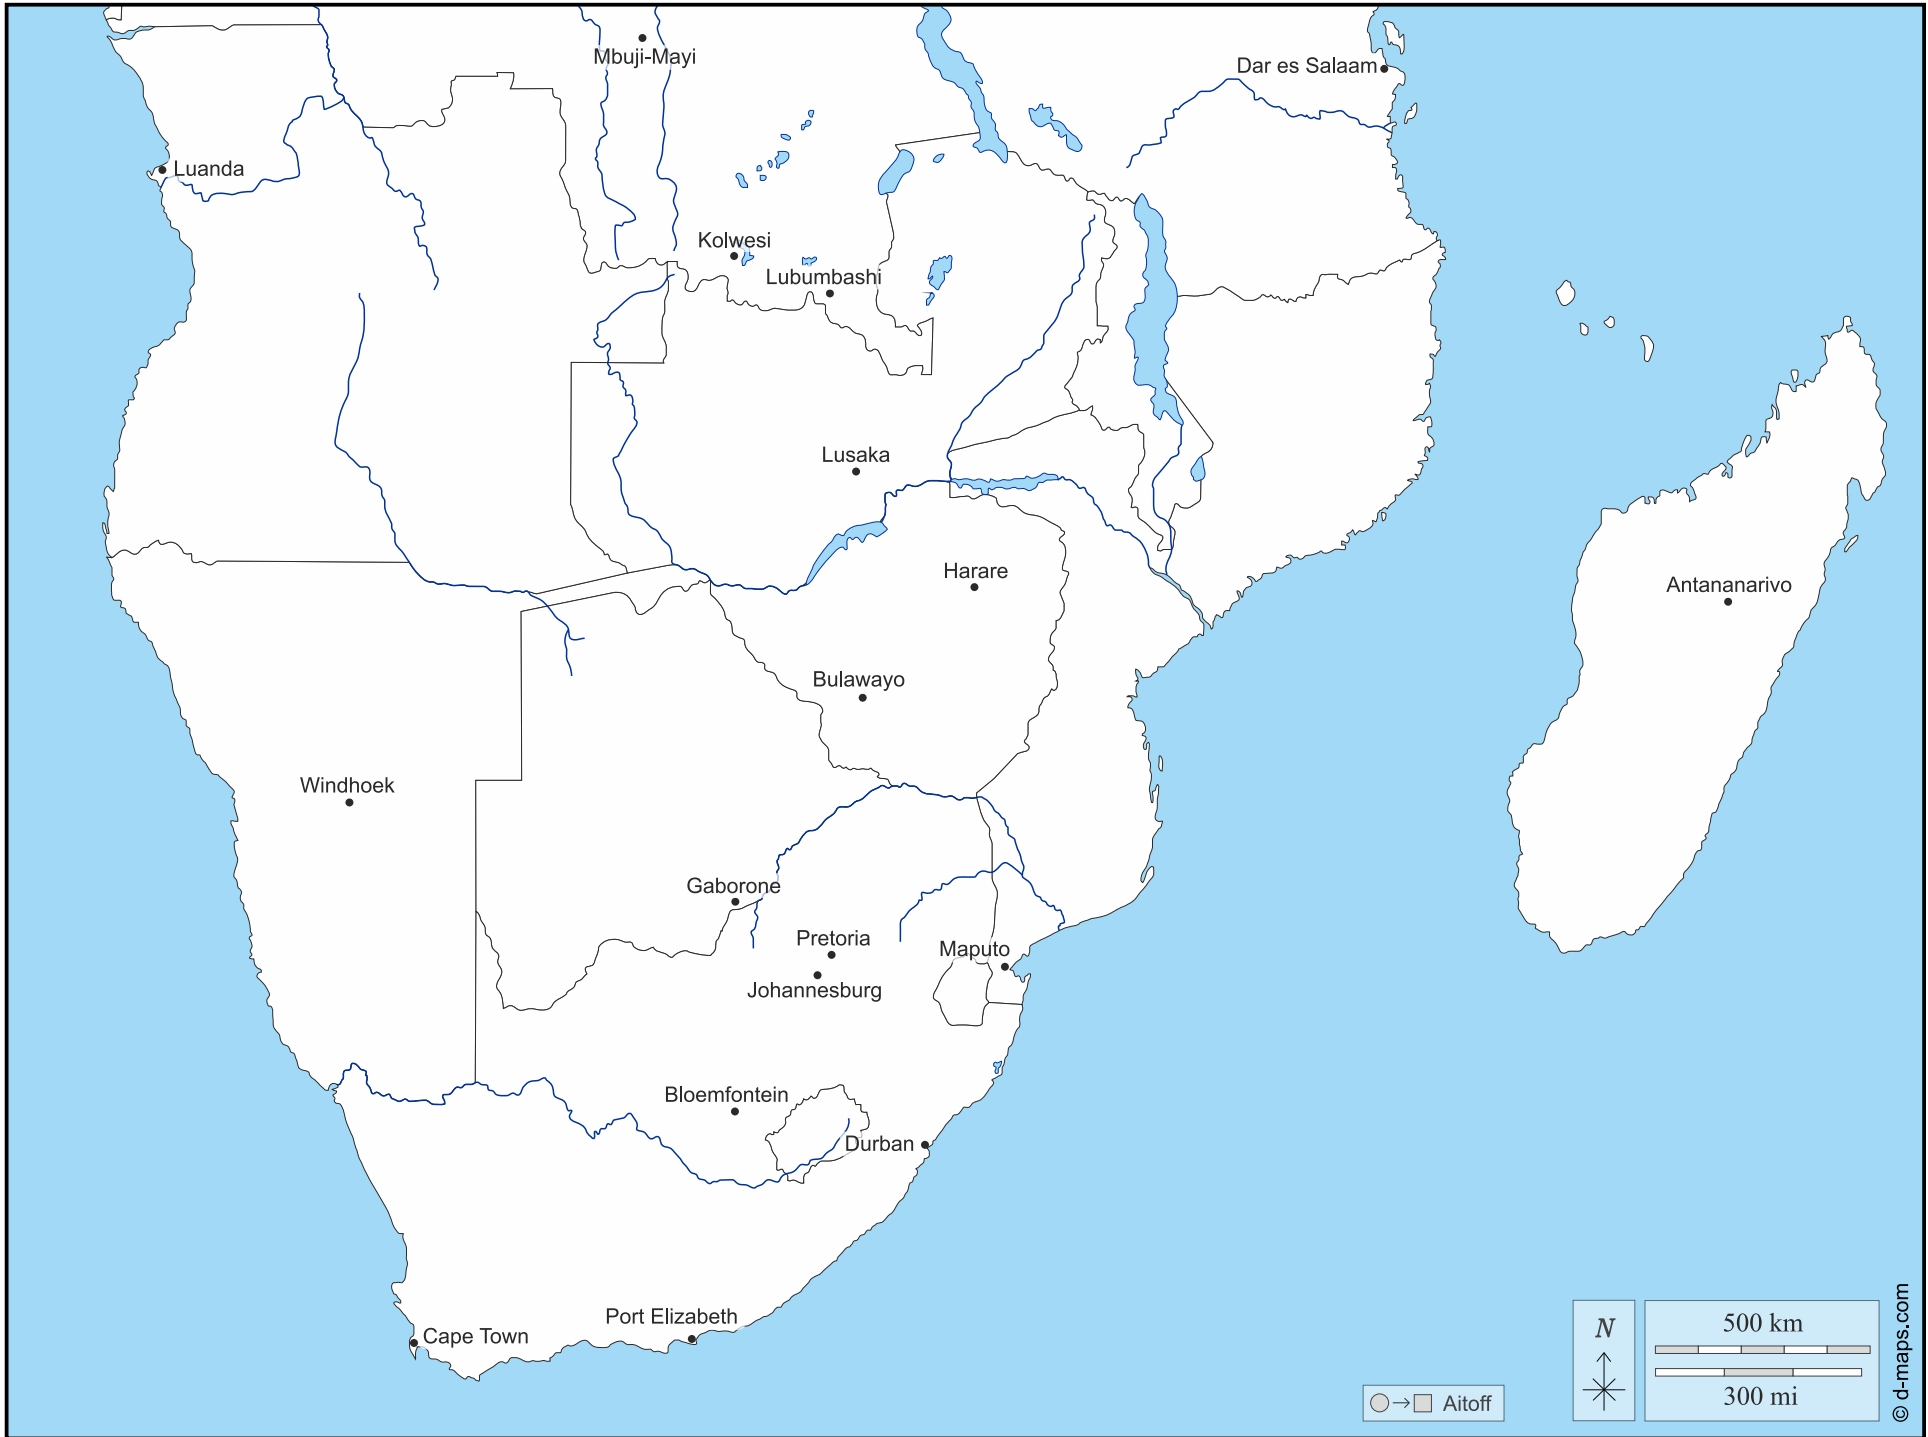 Mbuji-Mayi
Dar es Salaam
Luanda
Kolwesi
Lubumbashi
Lusaka
Harare
Antananarivo
Bulawayo
Windhoek
Gaborone
Pretoria
Maputo
Johannesburg
Bloemfontein
Durban
Port Elizabeth
Cape Town
N
500 km
300 mi
Aitoff
© d-maps.com